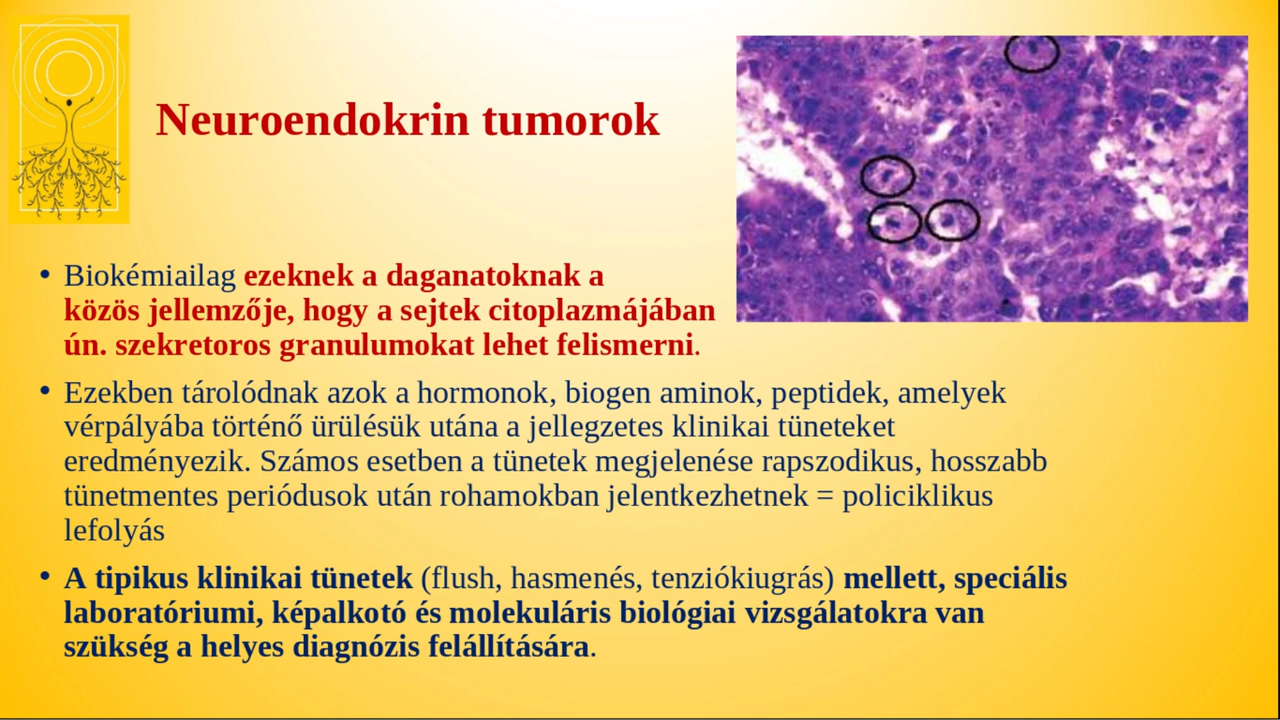 Neuroendokrin tumorok
• Biokémiailag ezeknek a daganatoknak a
közös jellemzője, hogy a sejtek citoplazmájában
ún. szekretoros granulumokat lehet felismerni.
• Ezekben tárolódnak azok a hormonok, biogen aminok, peptidek, amelyek
vérpályába történő ürülésük utána a jellegzetes klinikai tüneteket
eredményezik. Számos esetben a tünetek megjelenése rapszodikus, hosszabb
tünetmentes periódusok után rohamokban jelentkezhetnek = policiklikus
lefolyás
• A tipikus klinikai tünetek (flush, hasmenés, tenziókiugrás) mellett, speciális
laboratóriumi, képalkotó és molekuláris biológiai vizsgálatokra van
szükség a helyes diagnózis felállítására.